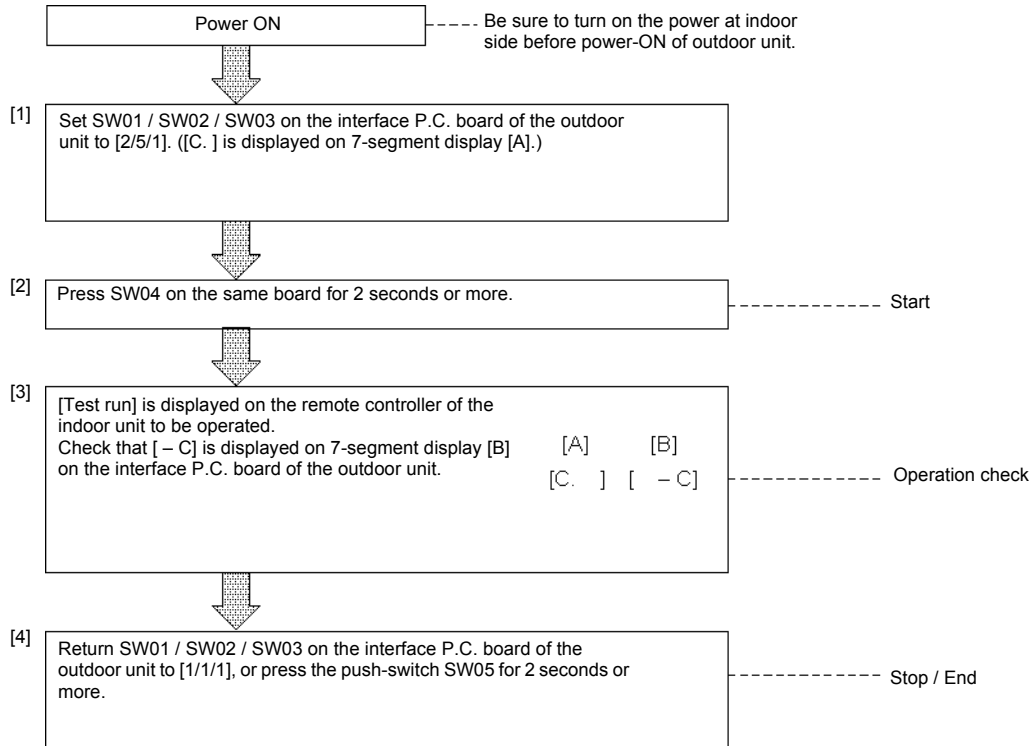 Power ON
Be sure to turn on the power at indoor
side before power-ON of outdoor unit.
[1]
Set SW01 / SW02 / SW03 on the interface P.C. board of the outdoor
unit to [2/5/1]. ([C. ] is displayed on 7-segment display [A].)
[2]
Press SW04 on the same board for 2 seconds or more.
Start
[3]
[Test run] is displayed on the remote controller of the
indoor unit to be operated.
Check that [ – C] is displayed on 7-segment display [B]
on the interface P.C. board of the outdoor unit.
[A] [B]
[C. ] [ – C]
Operation check
[4]
Return SW01 / SW02 / SW03 on the interface P.C. board of the
outdoor unit to [1/1/1], or press the push-switch SW05 for 2 seconds or
more.
Stop / End